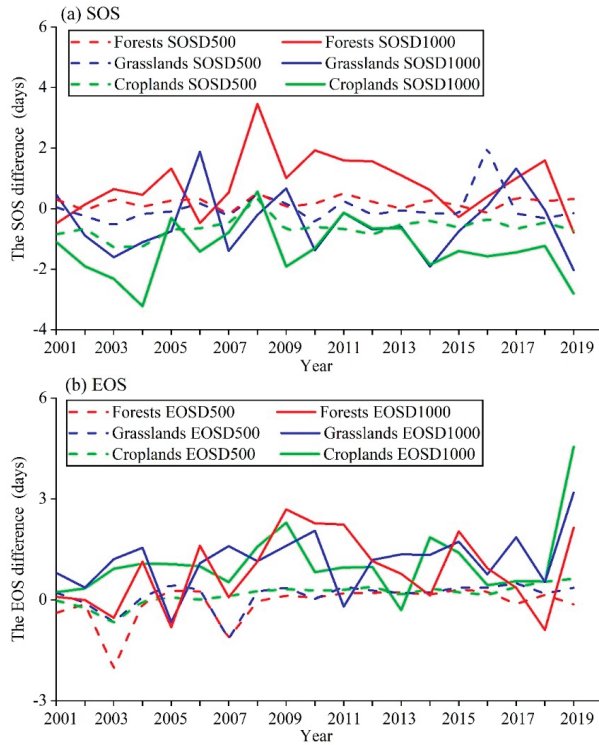 (a) SOS
Forests SOSD500
Forests SOSD1000
Grasslands SOSD500
Grasslands SOSD1000
Croplands SOSD500
Croplands SOSD1000
The SOS difference (days)
6
4
2
0
-2
-4
2001 2003 2005 2007 2009 2011 2013 2015 2017 2019
Year
(b) EOS
Forests EOSD500
Forests EOSD1000
Grasslands EOSD500
Grasslands EOSD1000
Croplands EOSD500
Croplands EOSD1000
The EOS difference (days)
6
3
0
-3
2001 2003 2005 2007 2009 2011 2013 2015 2017 2019
Year